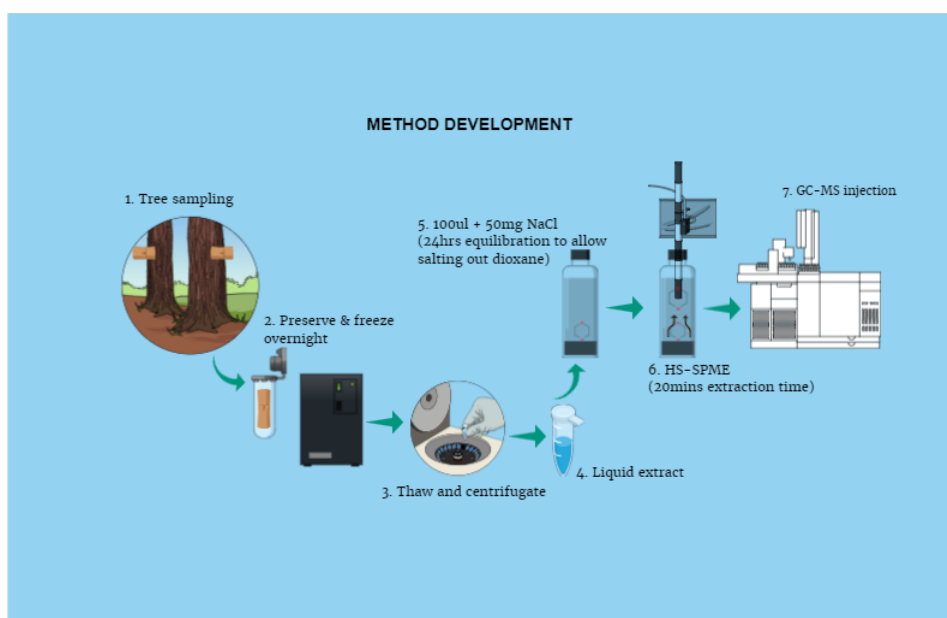 METHOD DEVELOPMENT
1. Tree sampling
2. Preserve & freeze
overnight
3. Thaw and centrifugate
4. Liquid extract
5. 100ul + 50mg NaCl
(24hrs equilibration to allow
salting out dioxane)
6. HS-SPME
(20mins extraction time)
7. GC-MS injection